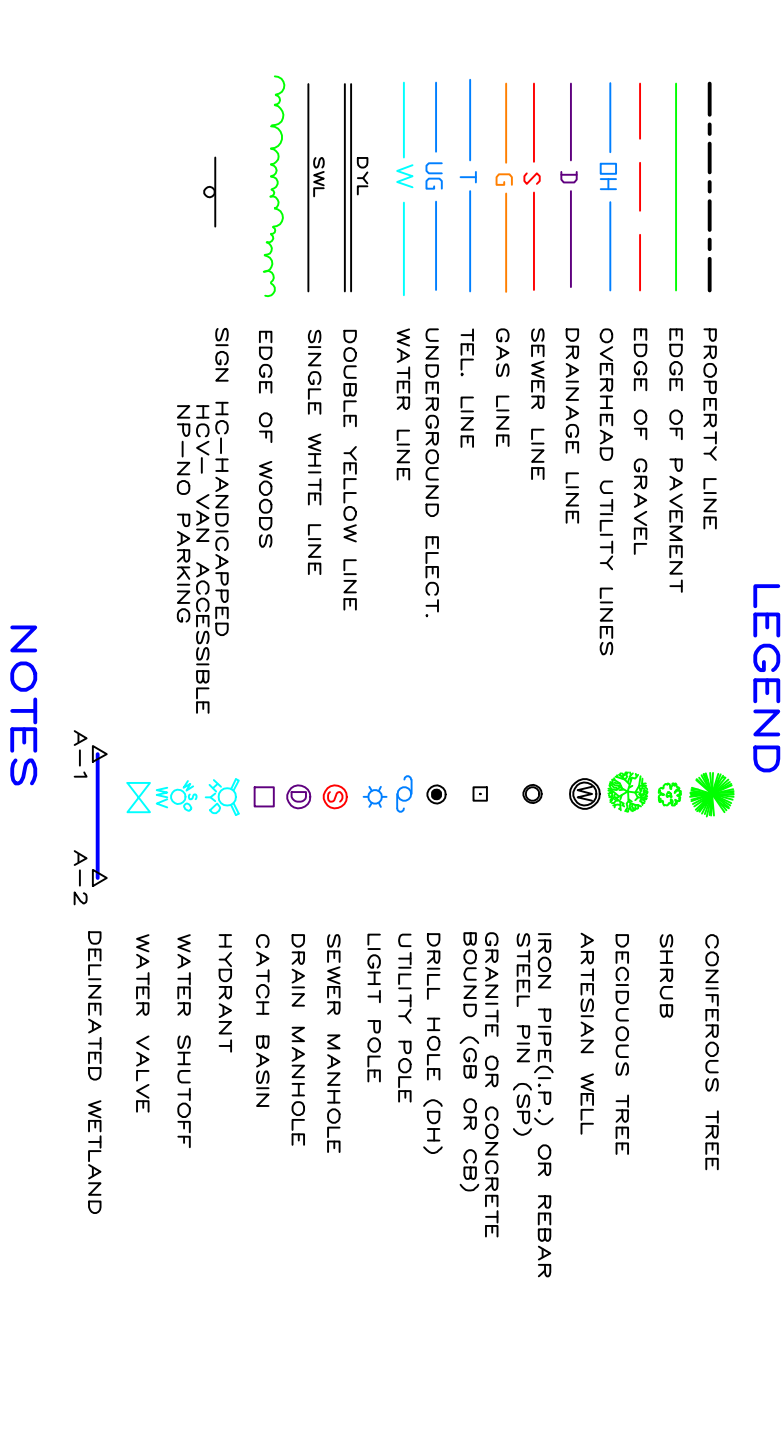 LEGEND
PROPERTY LINE
EDGE OF PAVEMENT
EDGE OF GRAVEL
OH
OVERHEAD UTILITY LINES
D
DRAINAGE LINE
S
SEWER LINE
G
GAS LINE
T
TEL. LINE
UG
UNDERGROUND ELECT.
W
WATER LINE
DYL
DOUBLE YELLOW LINE
SWL
SINGLE WHITE LINE
EDGE OF WOODS
SIGN HC-HANDICAPPED
HCV- VAN ACCESSIBLE
NP-NO PARKING
CONIFEROUS TREE
SHRUB
DECIDUOUS TREE
W
ARTESIAN WELL
IRON PIPE(I.P.) OR REBAR
STEEL PIN (SP)
GRANITE OR CONCRETE
BOUND (GB OR CB)
DRILL HOLE (DH)
UTILITY POLE
LIGHT POLE
S
SEWER MANHOLE
D
DRAIN MANHOLE
CATCH BASIN
HYD
HYDRANT
WSO
WATER SHUTOFF
WV
WATER VALVE
A-1 A-2
DELINEATED WETLAND
NOTES